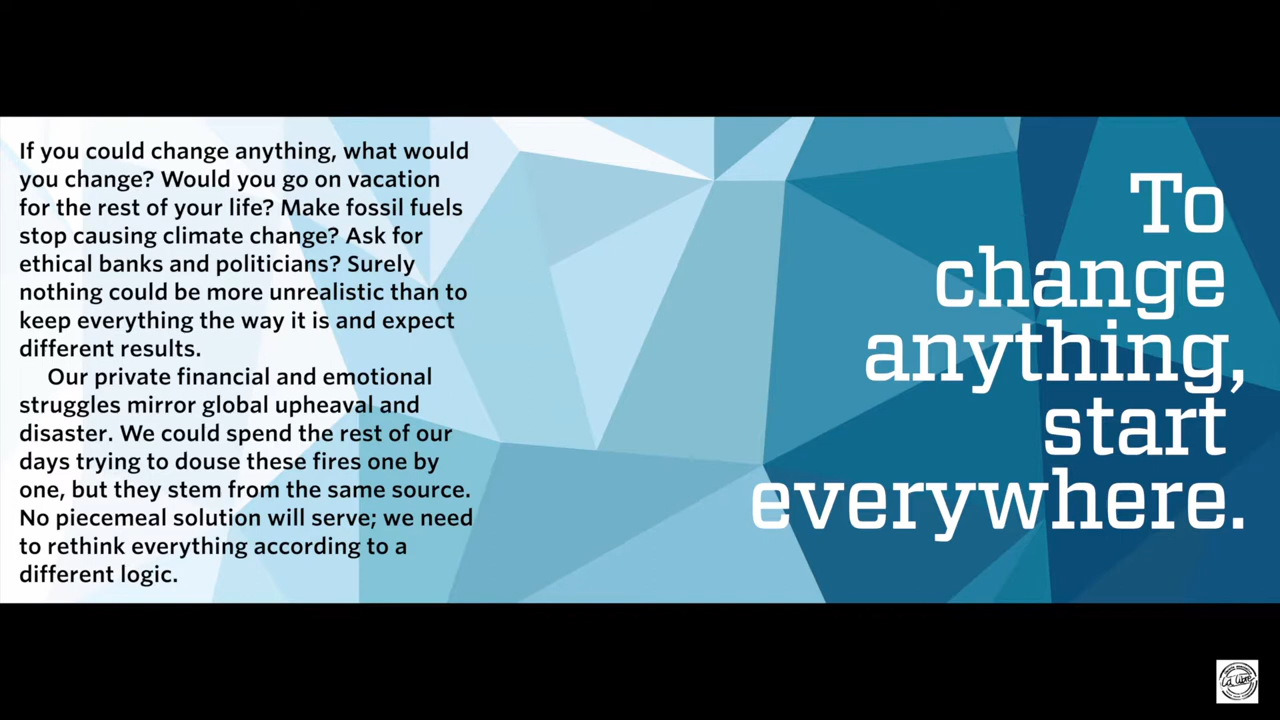 If you could change anything, what would
you change? Would you go on vacation
for the rest of your life? Make fossil fuels
stop causing climate change? Ask for
ethical banks and politicians? Surely
nothing could be more unrealistic than to
keep everything the way it is and expect
different results.
Our private financial and emotional
struggles mirror global upheaval and
disaster. We could spend the rest of our
days trying to douse these fires one by
one, but they stem from the same source.
No piecemeal solution will serve; we need
to rethink everything according to a
different logic.
To
change
anything,
start
everywhere.